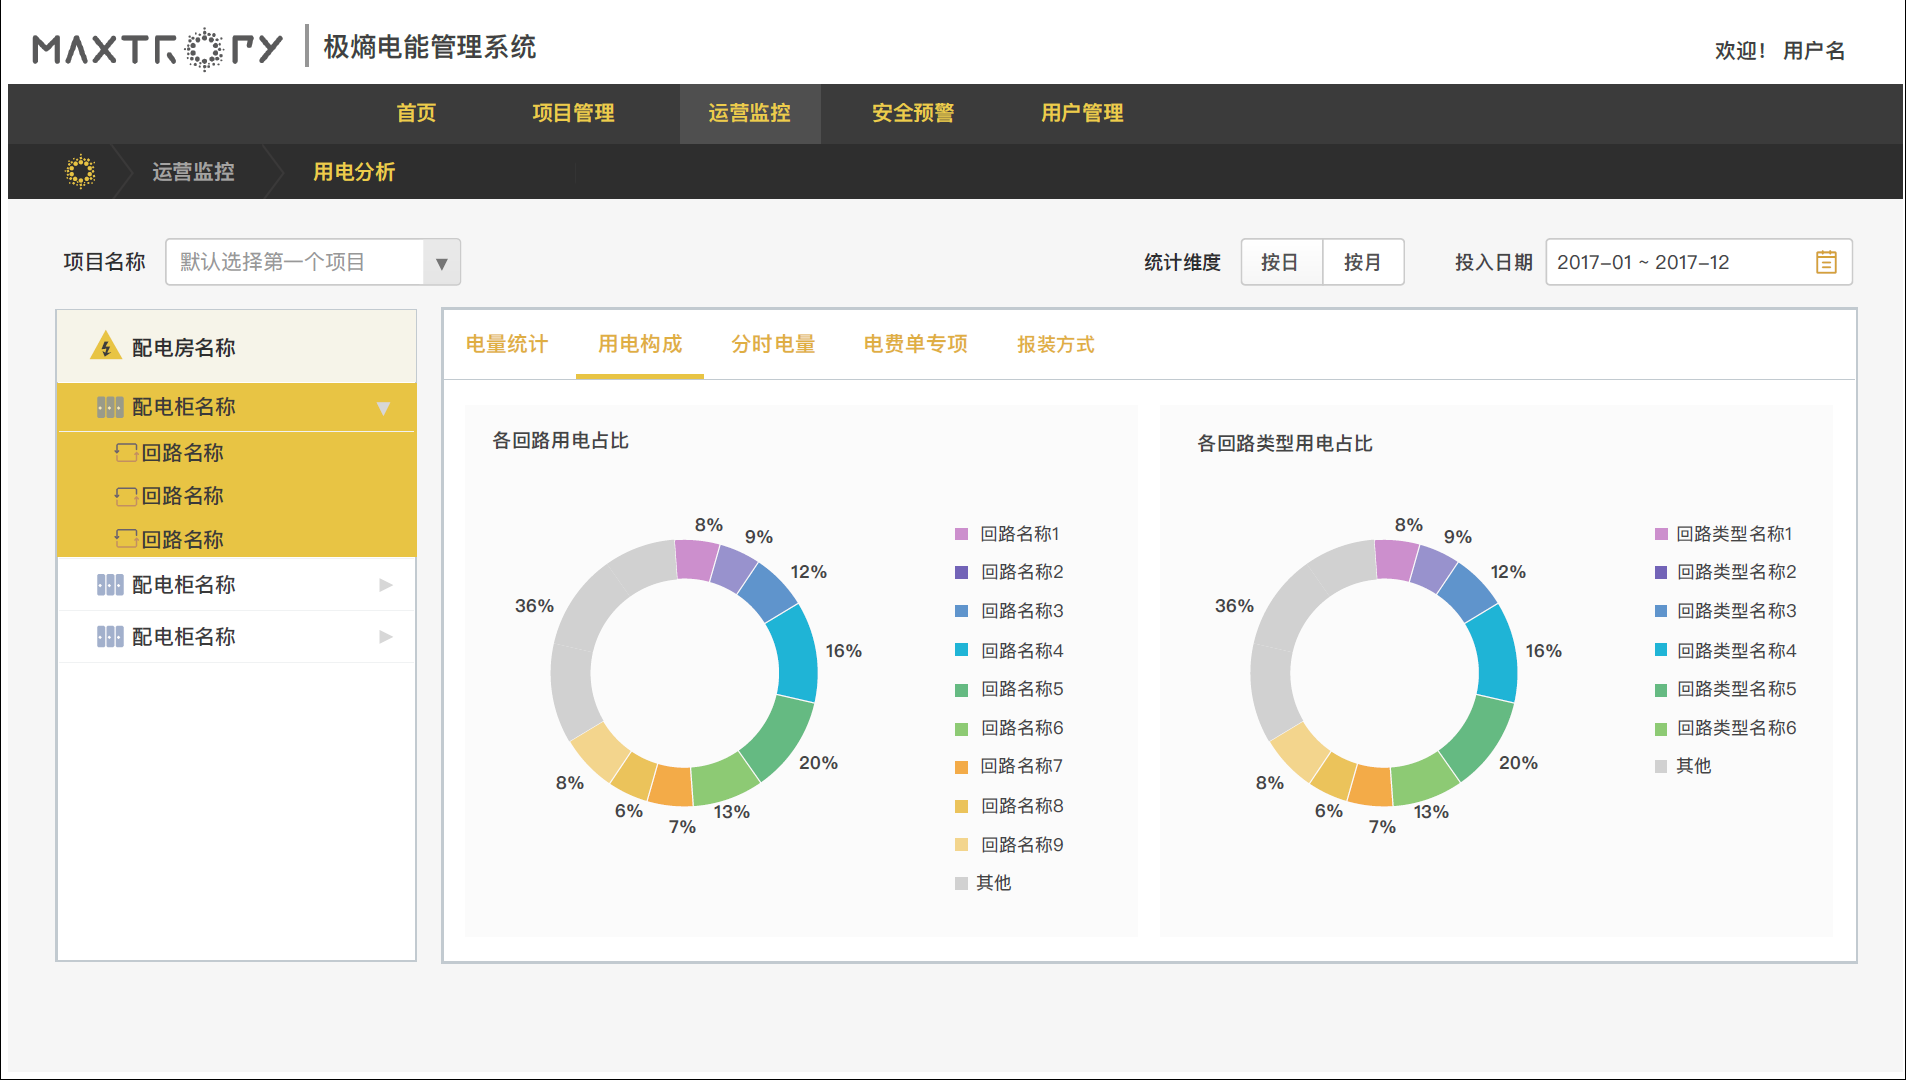 MAXTROPY 极熵电能管理系统
欢迎! 用户名
首页 项目管理 运营监控 安全预警 用户管理
运营监控 用电分析
项目名称 默认选择第一个项目
统计维度 按日 按月 投入日期 2017-01 ~ 2017-12
配电房名称
配电柜名称
回路名称
回路名称
回路名称
配电柜名称
配电柜名称
电量统计 用电构成 分时电量 电费单专项 报装方式
各回路用电占比
8%
9%
12%
16%
20%
13%
7%
6%
8%
36%
回路名称1
回路名称2
回路名称3
回路名称4
回路名称5
回路名称6
回路名称7
回路名称8
回路名称9
其他
各回路类型用电占比
8%
9%
12%
16%
20%
13%
7%
6%
8%
36%
回路类型名称1
回路类型名称2
回路类型名称3
回路类型名称4
回路类型名称5
回路类型名称6
其他